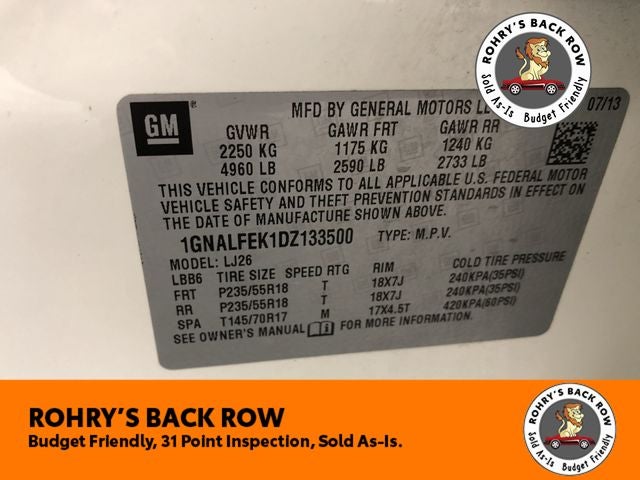 ROHRY'S BACK ROW
Sold As-Is Budget Friendly
GM
MFD BY GENERAL MOTORS LL
07/13
GVWR GAWR FRT GAWR RR
2250 KG 1175 KG 1240 KG
4960 LB 2590 LB 2733 LB
THIS VEHICLE CONFORMS TO ALL APPLICABLE U.S. FEDERAL MOTOR
VEHICLE SAFETY AND THEFT PREVENTION STANDARDS IN EFFECT ON
THE DATE OF MANUFACTURE SHOWN ABOVE.
1GNALFEK1DZ133500 TYPE: M.P.V.
MODEL: LJ26
LBB6 TIRE SIZE SPEED RTG RIM COLD TIRE PRESSURE
FRT P235/55R18 T 18X7J 240KPA(35PSI)
RR P235/55R18 T 18X7J 240KPA(35PSI)
SPA T145/70R17 M 17X4.5T 420KPA(60PSI)
SEE OWNER'S MANUAL FOR MORE INFORMATION.
ROHRY'S BACK ROW
Budget Friendly, 31 Point Inspection, Sold As-Is.
ROHRY'S BACK ROW
Sold As-Is Budget Friendly